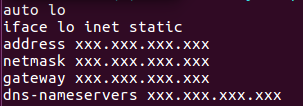 auto lo
iface lo inet static
address xxx.xxx.xxx.xxx
netmask xxx.xxx.xxx.xxx
gateway xxx.xxx.xxx.xxx
dns-nameservers xxx.xxx.xxx.xxx